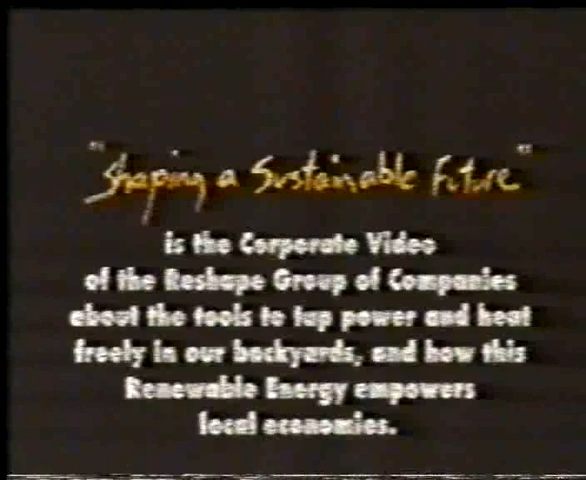 "Shaping a Sustainable Future"
is the Corporate Video
of the Reshape Group of Companies
about the tools to tap power and heat
freely in our backyards, and how this
Renewable Energy empowers
local economies.